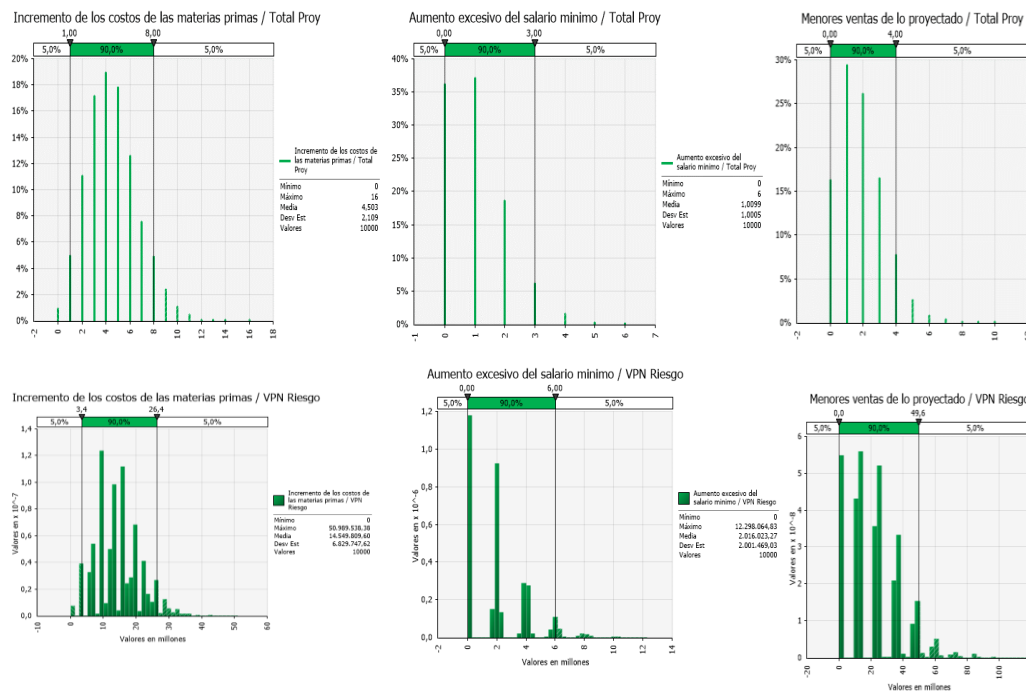 Incremento de los costos de las materias primas / Total Proy
1,00 8,00
5,0% 90,0% 5,0%
20%
18%
16%
14%
12%
10%
8%
6%
4%
2%
0%
-2 0 2 4 6 8 10 12 14 16 18
Incremento de los costos de
las materias primas / Total
Proy
Mínimo 0
Máximo 16
Media 4,503
Desv Est 2,109
Valores 10000
Aumento excesivo del salario minimo / Total Proy
0,00 3,00
5,0% 90,0% 5,0%
40%
35%
30%
25%
20%
15%
10%
5%
0%
-1 0 1 2 3 4 5 6 7
Aumento excesivo del
salario minimo / Total Proy
Mínimo 0
Máximo 6
Media 1,0099
Desv Est 1,0005
Valores 10000
Menores ventas de lo proyectado / Total Proy
0,00 4,00
5,0% 90,0% 5,0%
30%
25%
20%
15%
10%
5%
0%
-2 0 2 4 6 8 10 12
Incremento de los costos de las materias primas / VPN Riesgo
3,4 26,4
5,0% 90,0% 5,0%
1,4
1,2
1,0
0,8
0,6
0,4
0,2
0,0
Valores en x 10^-7
-10 0 10 20 30 40 50 60
Valores en millones
Incremento de los costos de
las materias primas / VPN
Riesgo
Mínimo 0
Máximo 50.989.538,38
Media 14.549.809,60
Desv Est 6.829.747,62
Valores 10000
Aumento excesivo del salario minimo / VPN Riesgo
0,00 6,00
5,0% 90,0% 5,0%
1,2
1,0
0,8
0,6
0,4
0,2
0,0
Valores en x 10^-6
-2 0 2 4 6 8 10 12 14
Valores en millones
Aumento excesivo del
salario minimo / VPN Riesgo
Mínimo 0
Máximo 12.298.064,83
Media 2.016.023,27
Desv Est 2.001.469,03
Valores 10000
Menores ventas de lo proyectado / VPN Riesgo
0,0 49,6
5,0% 90,0% 5,0%
6
5
4
3
2
1
0
Valores en x 10^-8
-20 0 20 40 60 80 100
Valores en millones